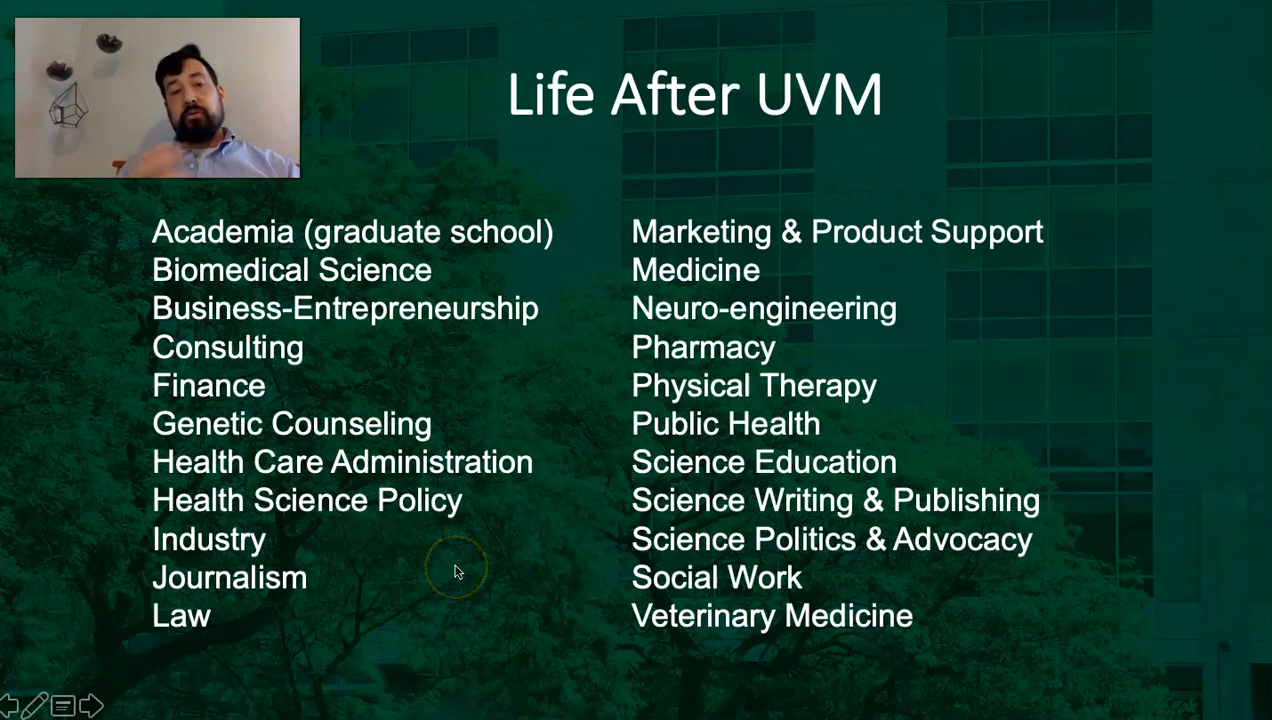 Life After UVM
Academia (graduate school)
Biomedical Science
Business-Entrepreneurship
Consulting
Finance
Genetic Counseling
Health Care Administration
Health Science Policy
Industry
Journalism
Law
Marketing & Product Support
Medicine
Neuro-engineering
Pharmacy
Physical Therapy
Public Health
Science Education
Science Writing & Publishing
Science Politics & Advocacy
Social Work
Veterinary Medicine